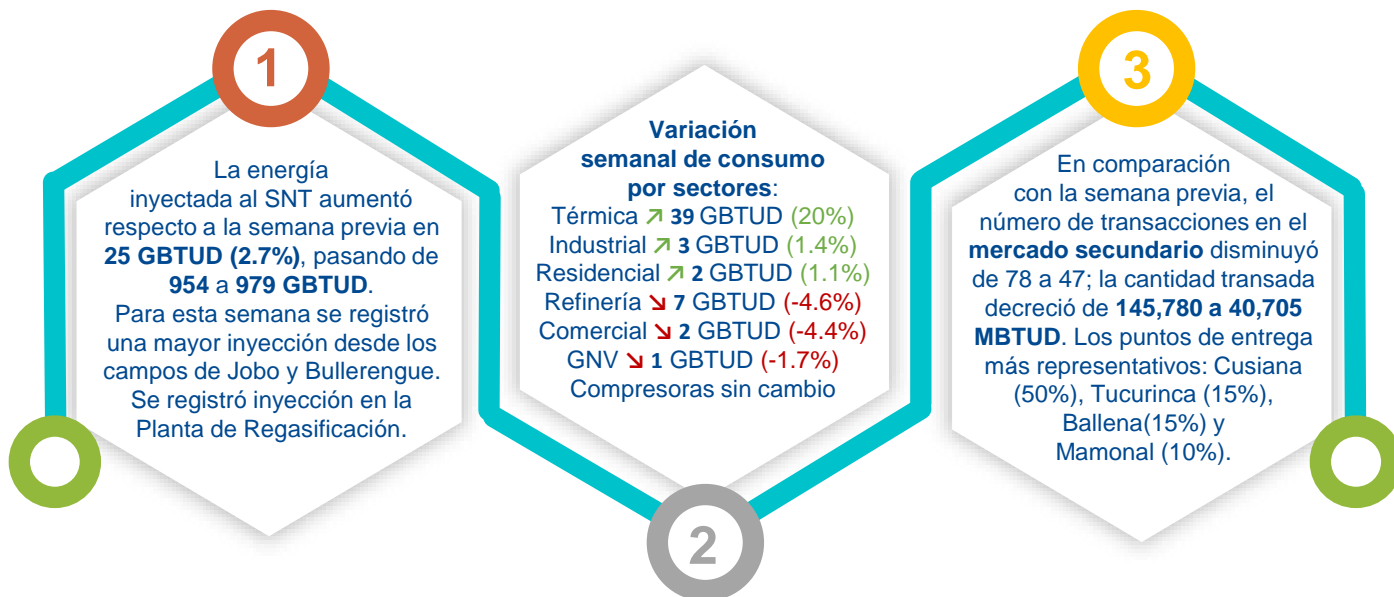 1
La energía
inyectada al SNT aumentó
respecto a la semana previa en
25 GBTUD (2.7%), pasando de
954 a 979 GBTUD.
Para esta semana se registró
una mayor inyección desde los
campos de Jobo y Bullerengue.
Se registró inyección en la
Planta de Regasificación.
Variación
semanal de consumo
por sectores:
Térmica ↗ 39 GBTUD (20%)
Industrial ↗ 3 GBTUD (1.4%)
Residencial ↗ 2 GBTUD (1.1%)
Refinería ↘ 7 GBTUD (-4.6%)
Comercial ↘ 2 GBTUD (-4.4%)
GNV ↘ 1 GBTUD (-1.7%)
Compresoras sin cambio
2
3
En comparación
con la semana previa, el
número de transacciones en el
mercado secundario disminuyó
de 78 a 47; la cantidad transada
decreció de 145,780 a 40,705
MBTUD. Los puntos de entrega
más representativos: Cusiana
(50%), Tucurinca (15%),
Ballena(15%) y
Mamonal (10%).